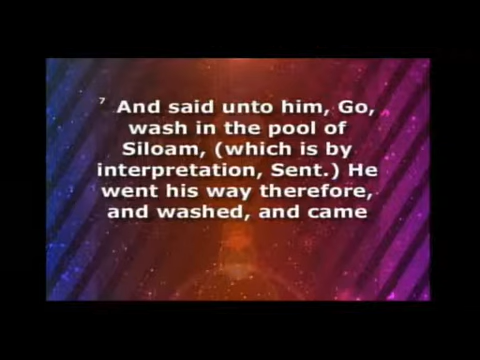 7 And said unto him, Go,
wash in the pool of
Siloam, (which is by
interpretation, Sent.) He
went his way therefore,
and washed, and came